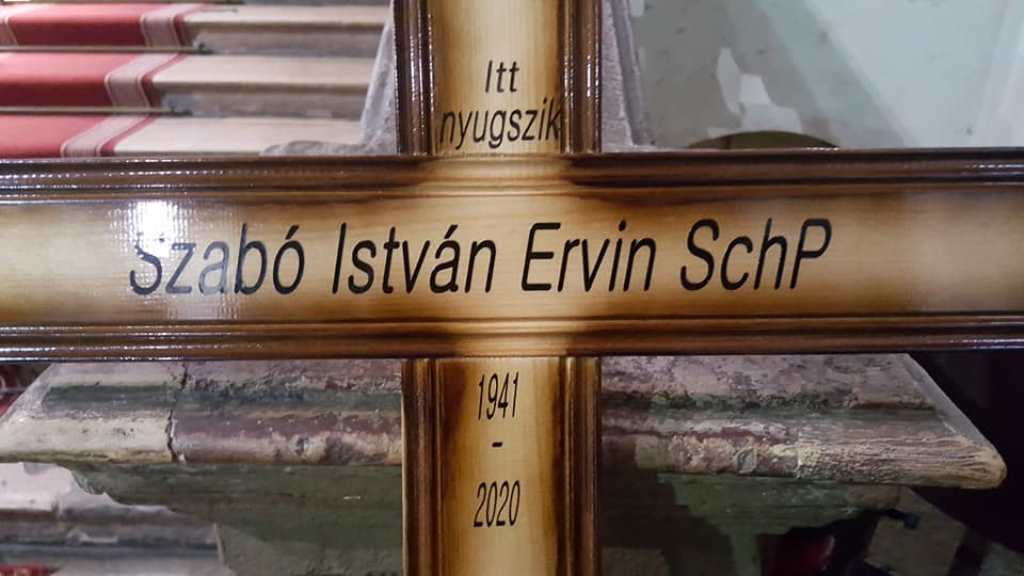 Itt
nyugszik
Szabó István Ervin SchP
1941
-
2020